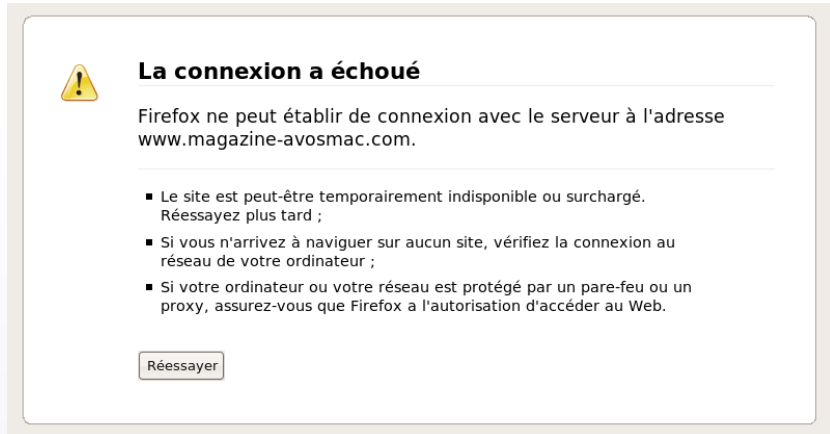 La connexion a échoué
Firefox ne peut établir de connexion avec le serveur à l'adresse
www.magazine-avosmac.com.
Le site est peut-être temporairement indisponible ou surchargé.
Réessayez plus tard ;
Si vous n'arrivez à naviguer sur aucun site, vérifiez la connexion au
réseau de votre ordinateur ;
Si votre ordinateur ou votre réseau est protégé par un pare-feu ou un
proxy, assurez-vous que Firefox a l'autorisation d'accéder au Web.
Réessayer